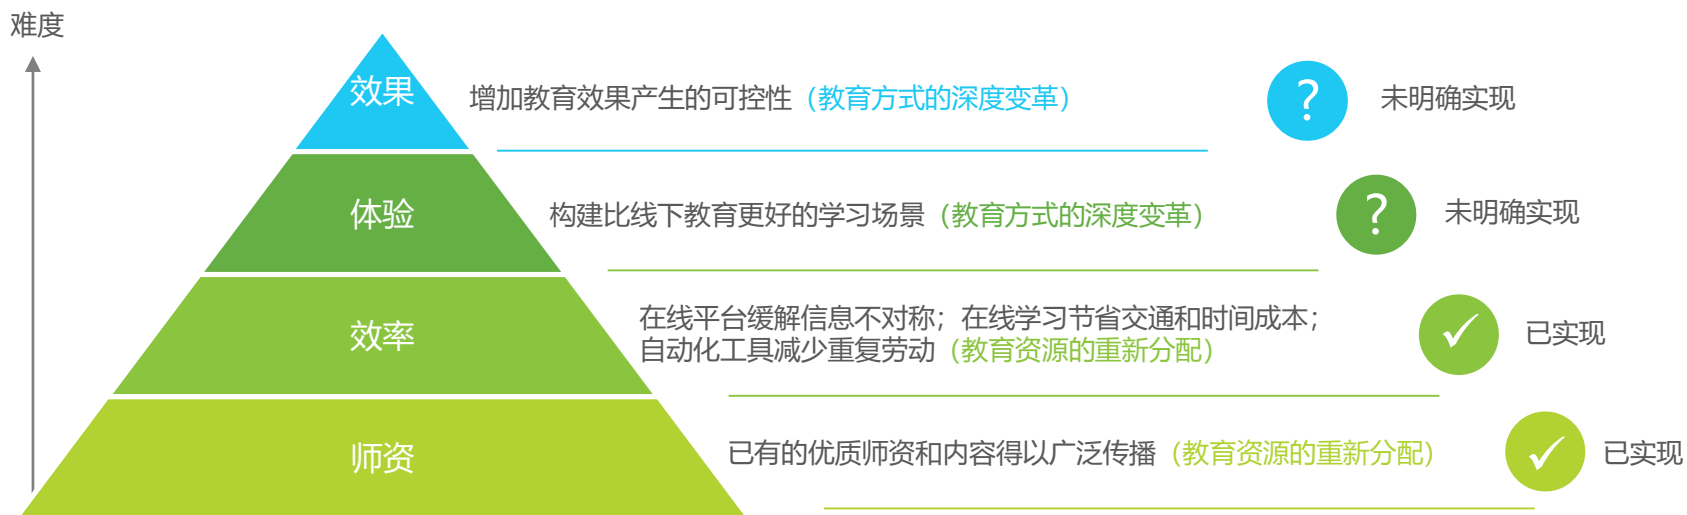 难度
效果
增加教育效果产生的可控性（教育方式的深度变革）
?
未明确实现
体验
构建比线下教育更好的学习场景（教育方式的深度变革）
?
未明确实现
效率
在线平台缓解信息不对称；在线学习节省交通和时间成本；
自动化工具减少重复劳动（教育资源的重新分配）
已实现
师资
已有的优质师资和内容得以广泛传播（教育资源的重新分配）
已实现